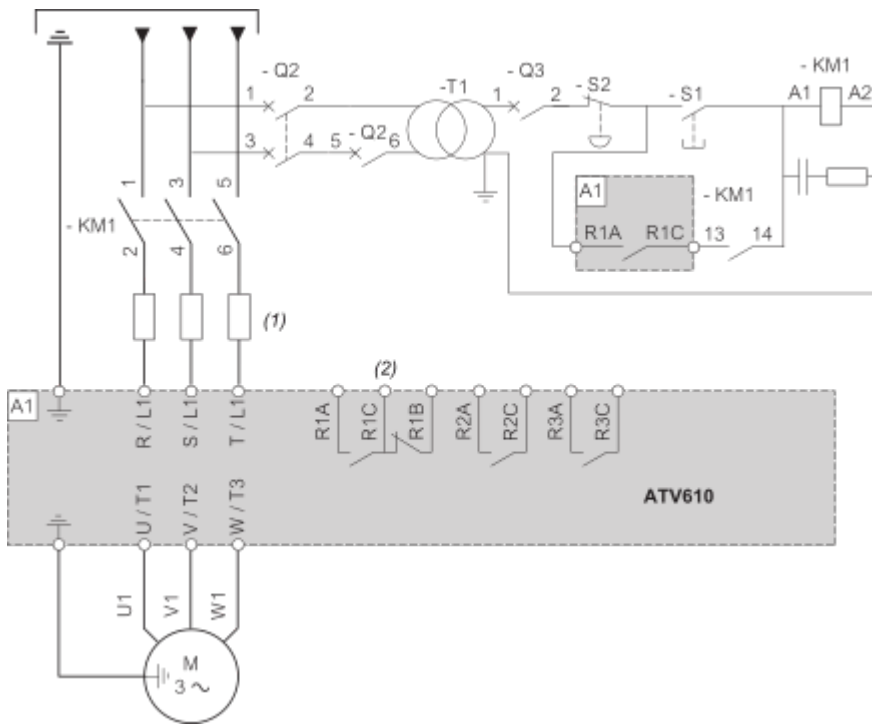 - Q2
-T1
- Q3
- S2
- S1
- KM1
1
2
1
2
A1
A2
3
4
5
- Q2
6
1
3
5
A1
- KM1
- KM1
R1A
R1C
13
14
2
4
6
(1)
(2)
A1
R / L1
S / L1
T / L1
R1A
R1C
R1B
R2A
R2C
R3A
R3C
ATV610
U / T1
V / T2
W / T3
U1
V1
W1
M
3 ~